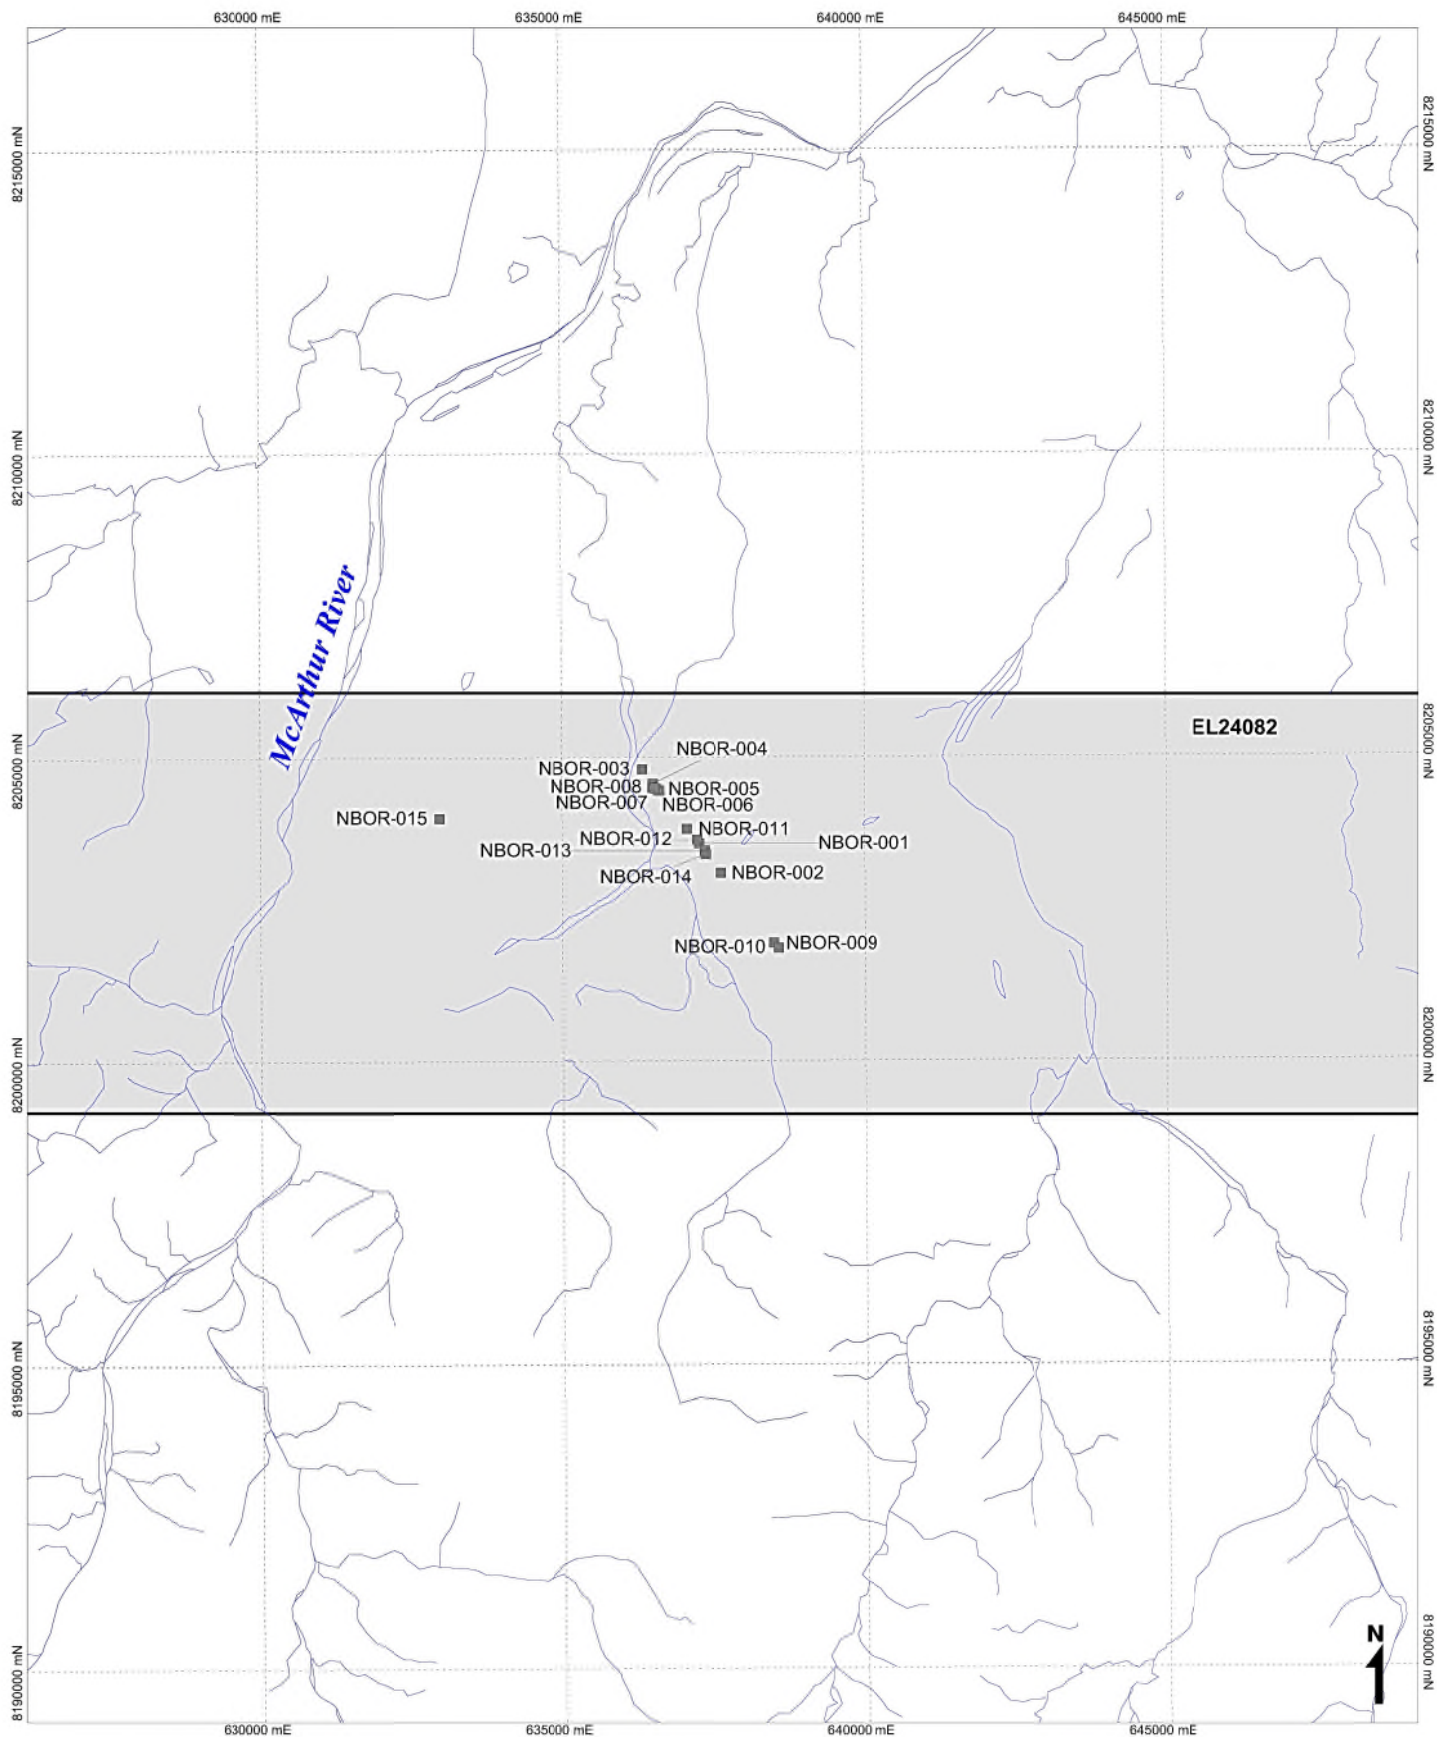 630000 mE
635000 mE
640000 mE
645000 mE
8215000 mN
8215000 mN
8210000 mN
8210000 mN
McArthur River
EL24082
8205000 mN
8205000 mN
NBOR-004
NBOR-003
NBOR-008
NBOR-005
NBOR-007
NBOR-006
NBOR-015
NBOR-011
NBOR-012
NBOR-001
NBOR-013
NBOR-014
NBOR-002
NBOR-010
NBOR-009
8200000 mN
8200000 mN
8195000 mN
8195000 mN
N
8190000 mN
8190000 mN
630000 mE
635000 mE
640000 mE
645000 mE